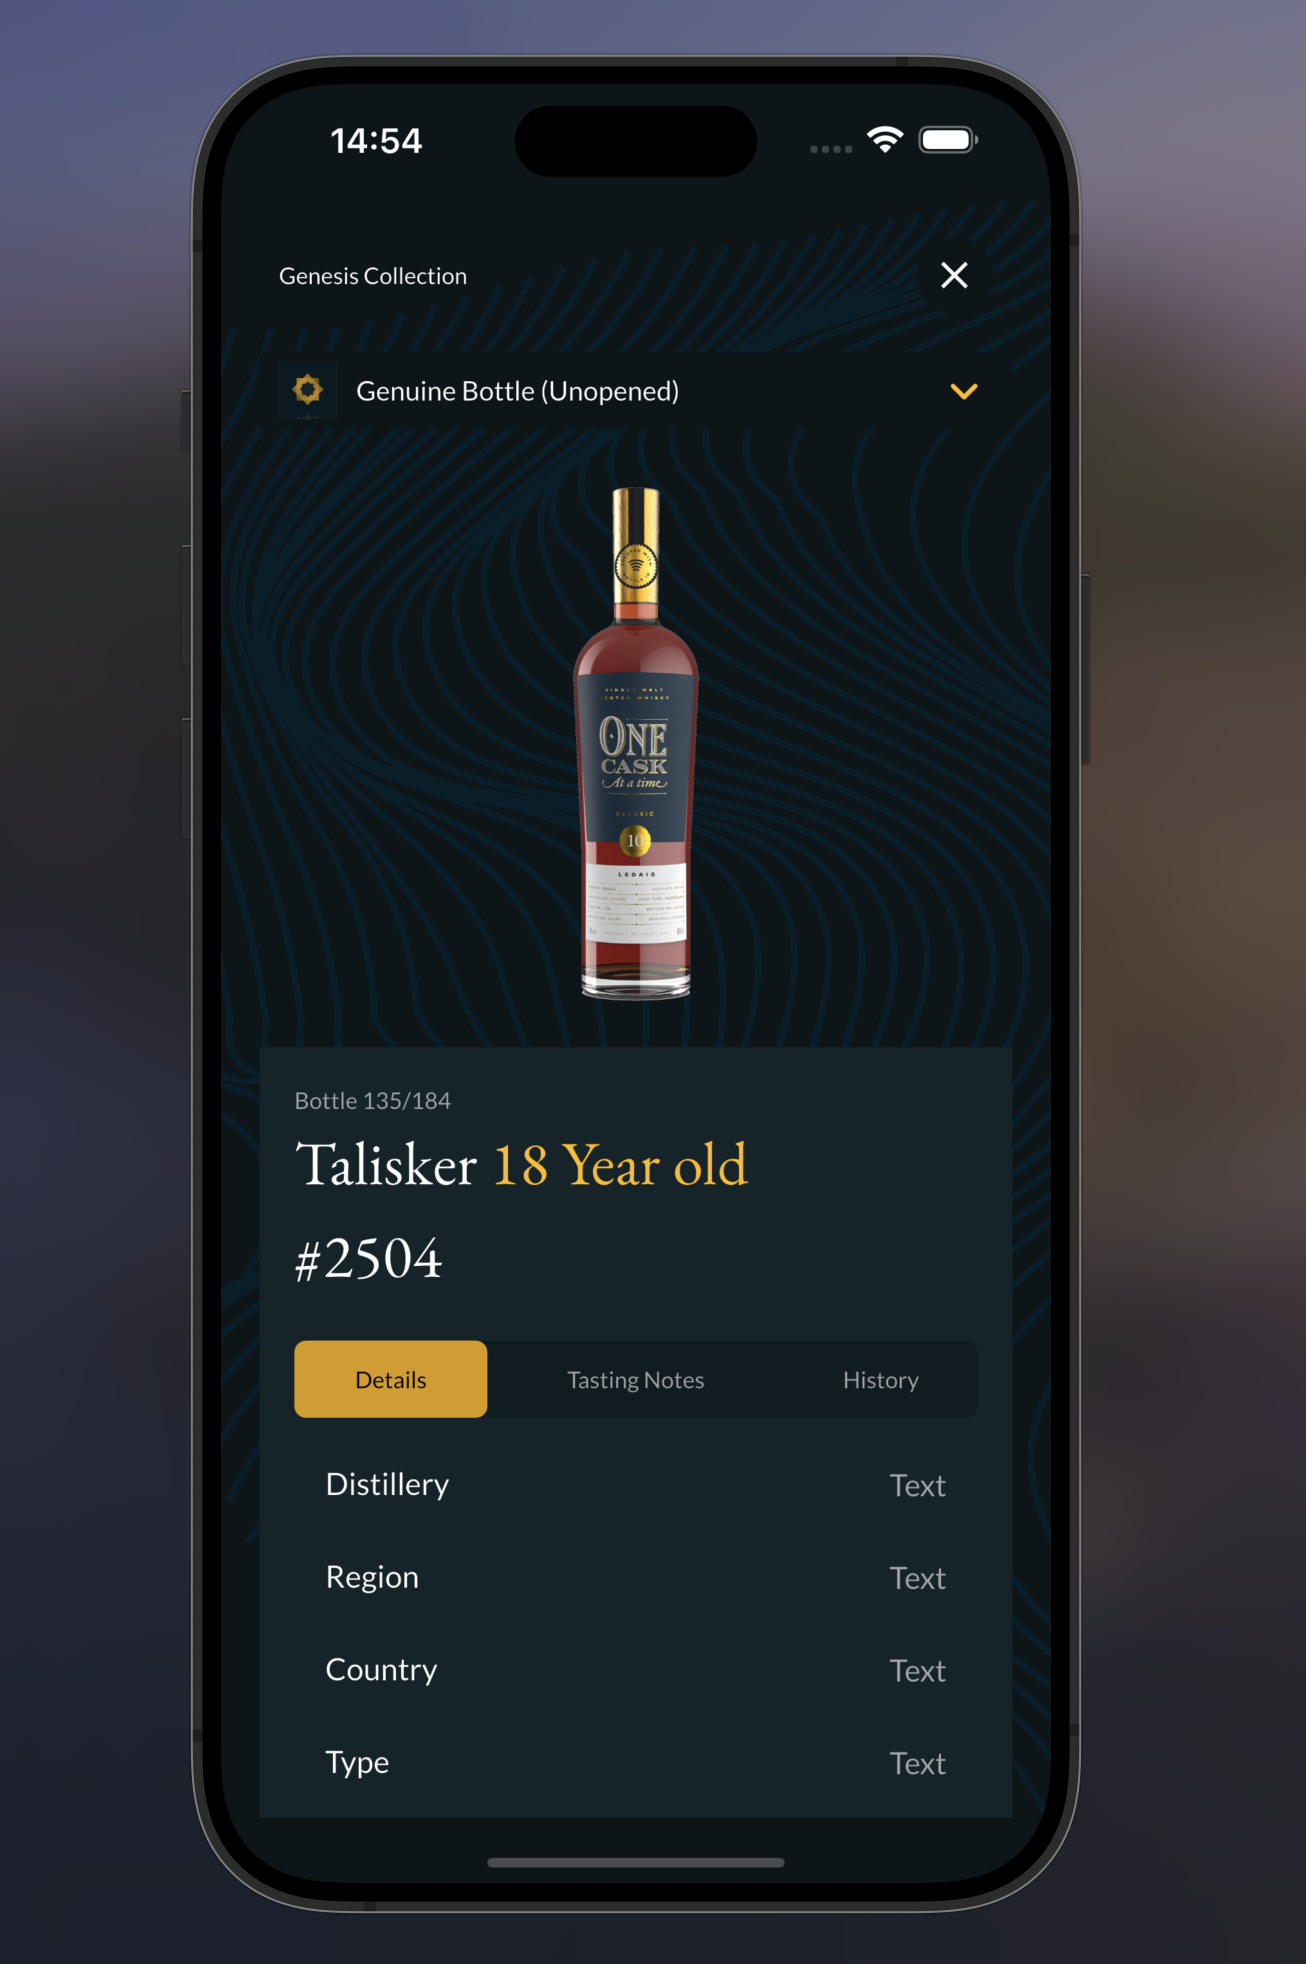 14:54
Genesis Collection
Genuine Bottle (Unopened)
SINGLE MALT
SCOTCH WHISKY
ONE
CASK
At a time
CLASSIC
10
LEDAIG
Bottle 135/184
Talisker 18 Year old
#2504
Details Tasting Notes History
Distillery Text
Region Text
Country Text
Type Text